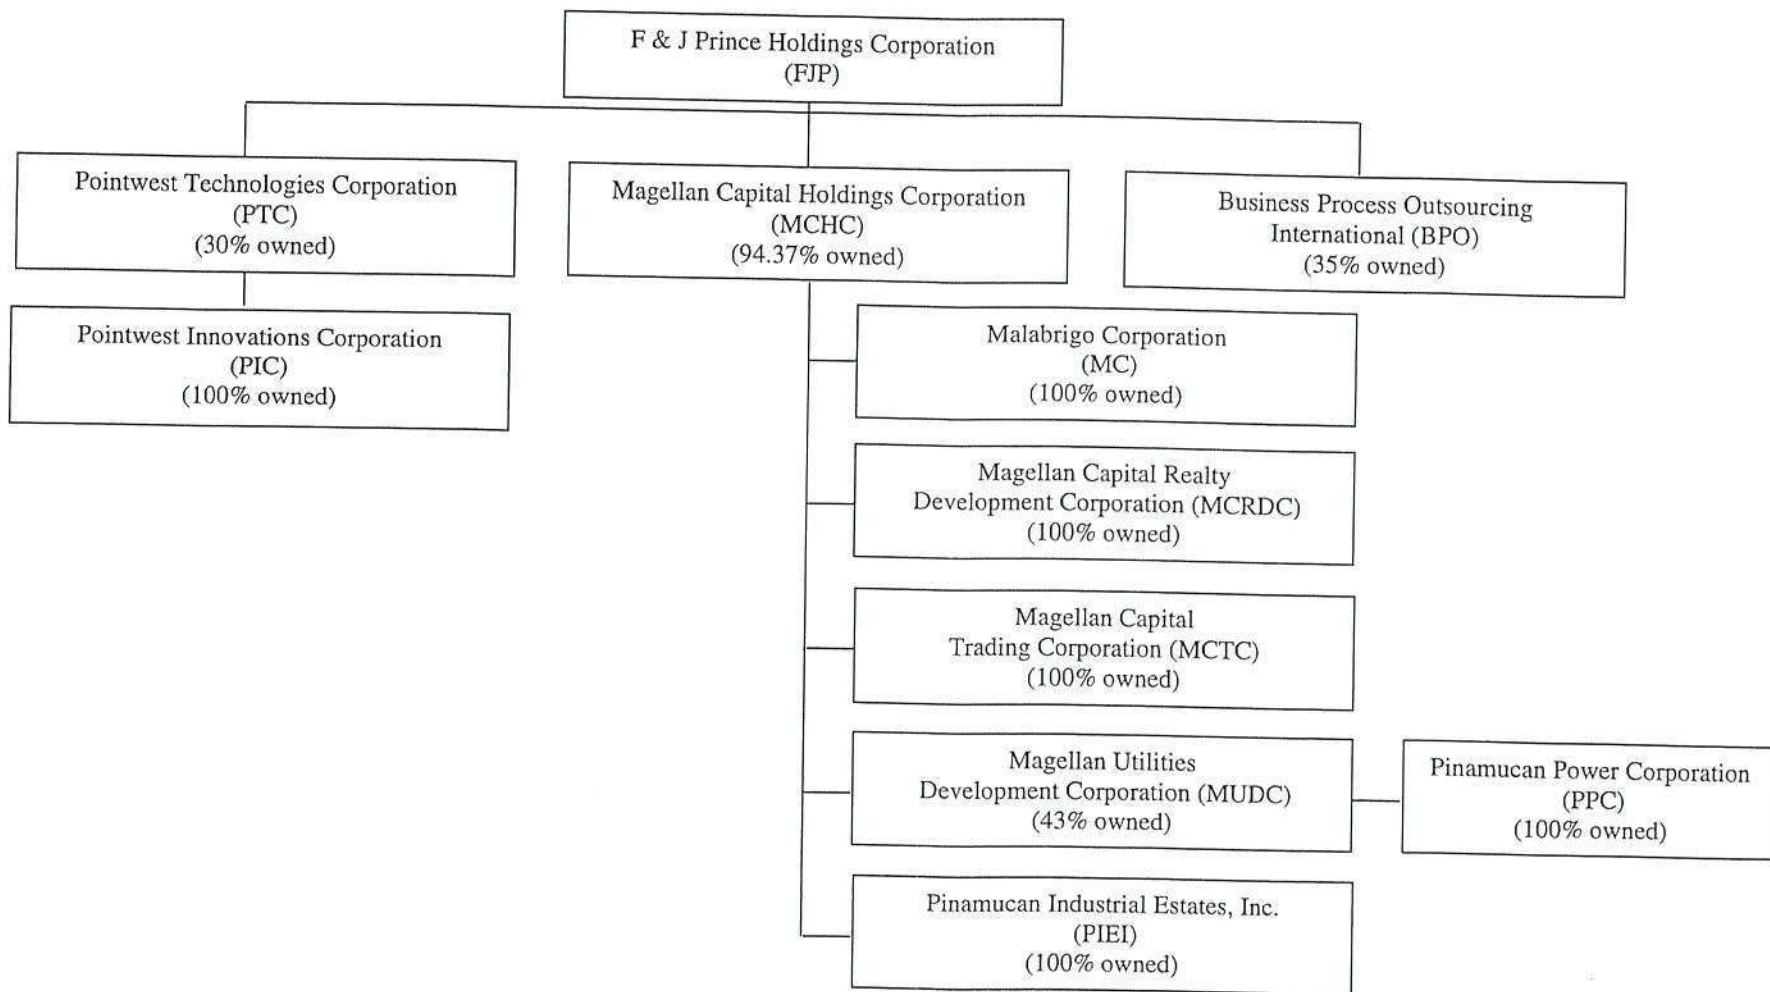 F & J Prince Holdings Corporation
(FJP)
Pointwest Technologies Corporation
(PTC)
(30% owned)
Magellan Capital Holdings Corporation
(MCHC)
(94.37% owned)
Business Process Outsourcing
International (BPO)
(35% owned)
Pointwest Innovations Corporation
(PIC)
(100% owned)
Malabrigo Corporation
(MC)
(100% owned)
Magellan Capital Realty
Development Corporation (MCRDC)
(100% owned)
Magellan Capital
Trading Corporation (MCTC)
(100% owned)
Magellan Utilities
Development Corporation (MUDC)
(43% owned)
Pinamucan Power Corporation
(PPC)
(100% owned)
Pinamucan Industrial Estates, Inc.
(PIEI)
(100% owned)